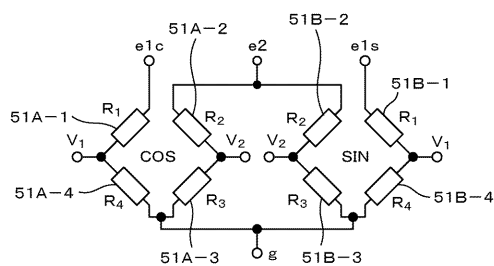 51A-2
51B-2
e1c
e2
e1s
51B-1
51A-1
R1
R2
R2
R1
V1
COS
V2
V2
SIN
V1
51A-4
R4
R3
R3
R4
51B-4
51A-3
g
51B-3